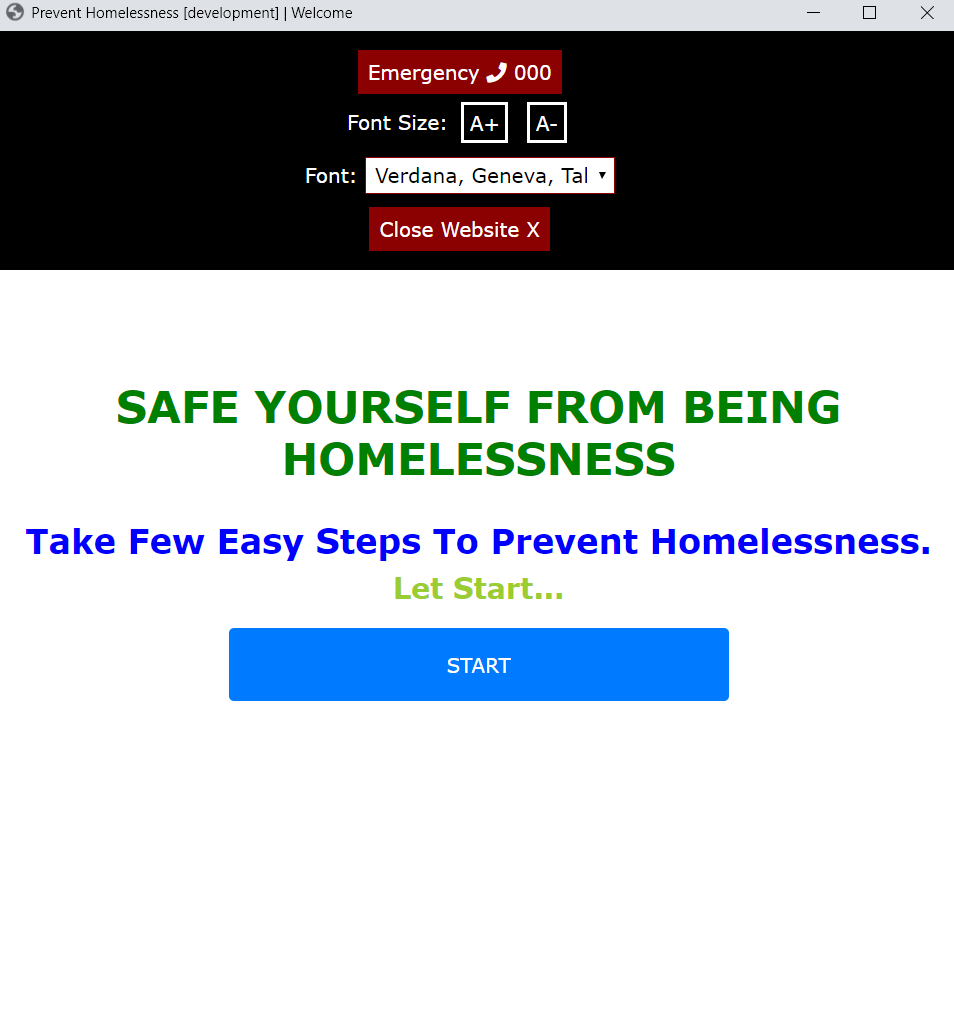 Prevent Homelessness [development] | Welcome
Emergency 000
Font Size: A+ A-
Font: Verdana, Geneva, Tal
Close Website X
SAFE YOURSELF FROM BEING
HOMELESSNESS
Take Few Easy Steps To Prevent Homelessness.
Let Start...
START